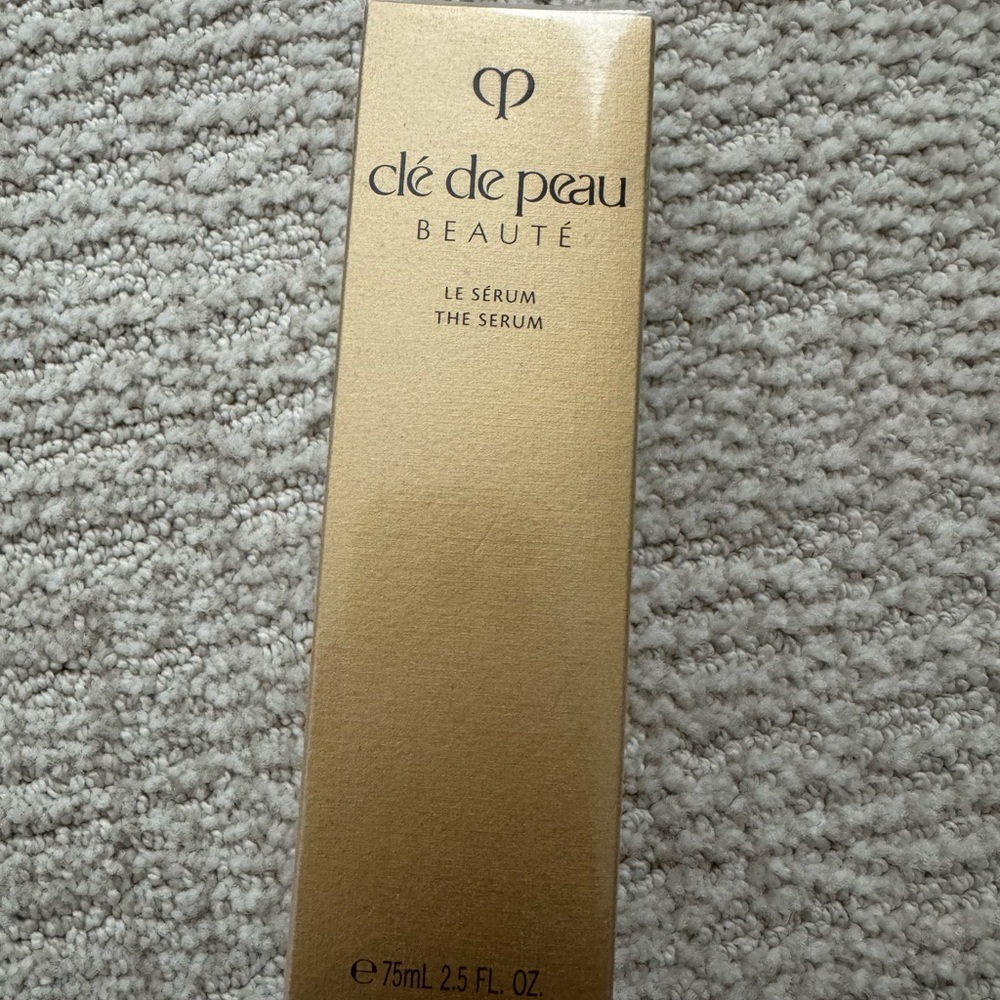 clé de peau
BEAUTÉ
LE SÉRUM
THE SERUM
℮ 75mL 2.5 FL. OZ.